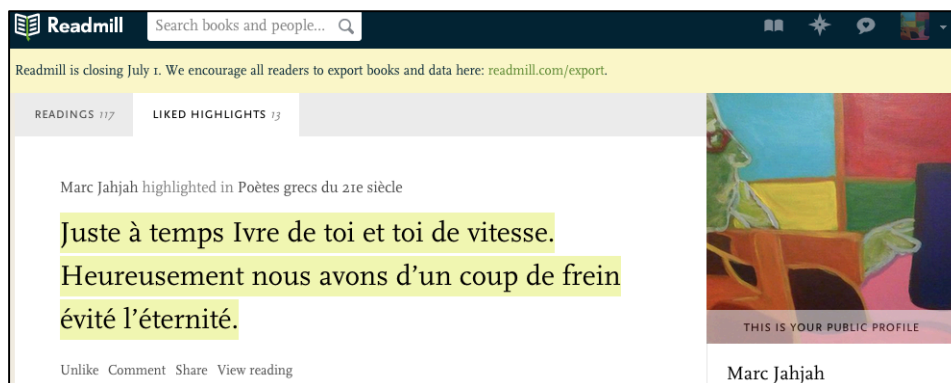 Readmill Search books and people...
Readmill is closing July 1. We encourage all readers to export books and data here: readmill.com/export.
READINGS 117 LIKED HIGHLIGHTS 13
Marc Jahjah highlighted in Poètes grecs du 21e siècle
Juste à temps Ivre de toi et toi de vitesse.
Heureusement nous avons d’un coup de frein
évité l’éternité.
Unlike Comment Share View reading
THIS IS YOUR PUBLIC PROFILE
Marc Jahjah